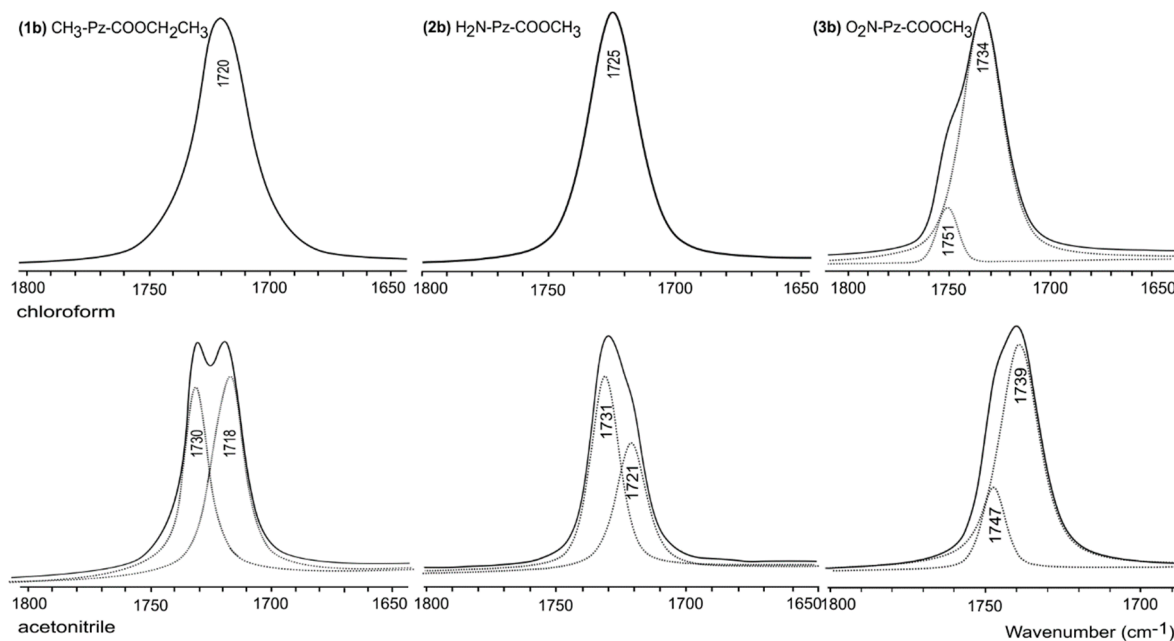 (1b) CH3-Pz-COOCH2CH3
(2b) H2N-Pz-COOCH3
(3b) O2N-Pz-COOCH3
1720
1725
1734
1751
1800 1750 1700 1650
1800 1750 1700 1650
1800 1750 1700 1650
chloroform
1730
1718
1731
1721
1739
1747
1800 1750 1700 1650
1800 1750 1700 1650
1800 1750 1700
acetonitrile
Wavenumber (cm-1)